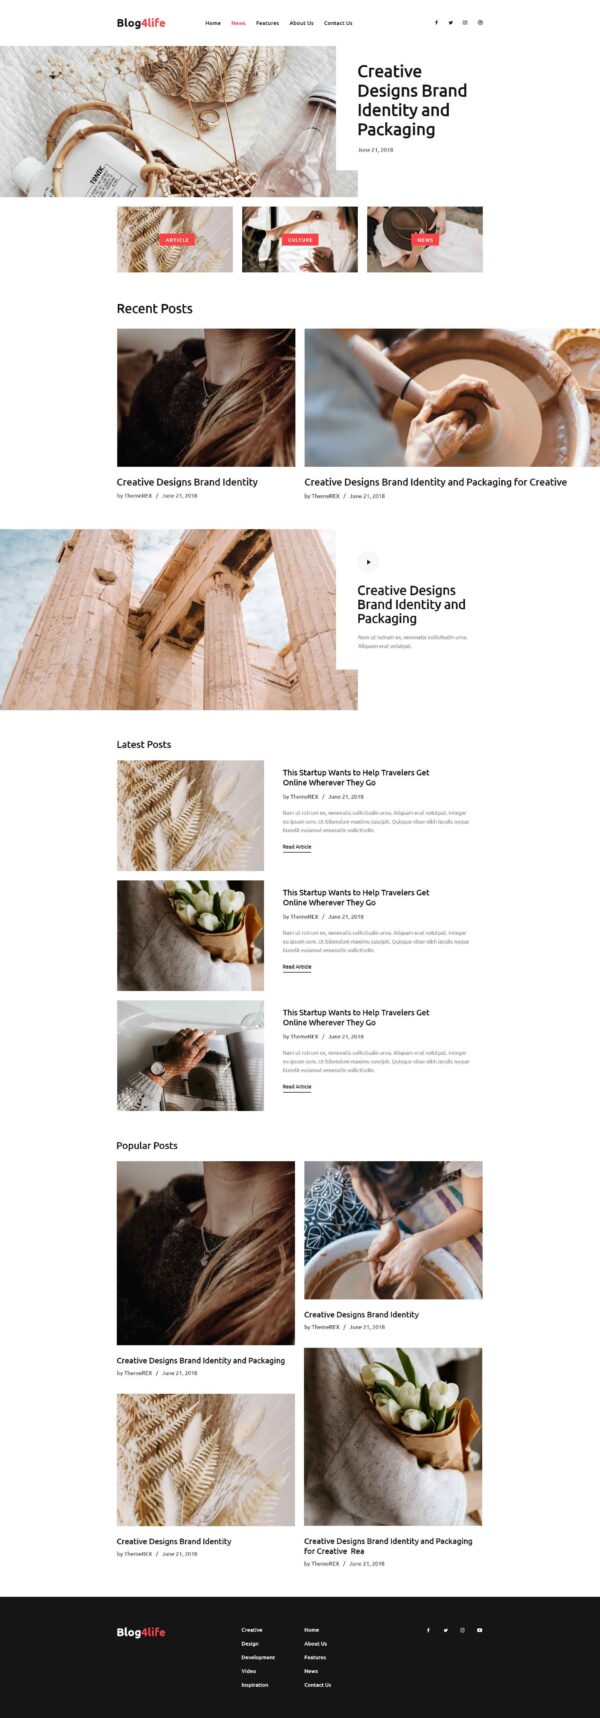 Blog4life
Home News Features About Us Contact Us
Creative
Designs Brand
Identity and
Packaging
June 21, 2018
ARTICLE
CULTURE
NEWS
Recent Posts
Creative Designs Brand Identity
by ThemeREX / June 21, 2018
Creative Designs Brand Identity and Packaging for Creative
by ThemeREX / June 21, 2018
Creative Designs
Brand Identity and
Packaging
Nam ut rutrum ex, venenatis sollicitudin urna.
Aliquam erat volutpat.
Latest Posts
This Startup Wants to Help Travelers Get
Online Wherever They Go
by ThemeREX / June 21, 2018
Nam ut rutrum ex, venenatis sollicitudin urna. Aliquam erat volutpat. Integer
eu ipsum sem. Ut bibendum maximu suscipit. Quisque vitae nibh iaculis neque
blandit euismod venenatis sollicitudin.
Read Article
This Startup Wants to Help Travelers Get
Online Wherever They Go
by ThemeREX / June 21, 2018
Nam ut rutrum ex, venenatis sollicitudin urna. Aliquam erat volutpat. Integer
eu ipsum sem. Ut bibendum maximu suscipit. Quisque vitae nibh iaculis neque
blandit euismod venenatis sollicitudin.
Read Article
This Startup Wants to Help Travelers Get
Online Wherever They Go
by ThemeREX / June 21, 2018
Nam ut rutrum ex, venenatis sollicitudin urna. Aliquam erat volutpat. Integer
eu ipsum sem. Ut bibendum maximu suscipit. Quisque vitae nibh iaculis neque
blandit euismod venenatis sollicitudin.
Read Article
Popular Posts
Creative Designs Brand Identity and Packaging
by ThemeREX / June 21, 2018
Creative Designs Brand Identity
by ThemeREX / June 21, 2018
Creative Designs Brand Identity
by ThemeREX / June 21, 2018
Creative Designs Brand Identity and Packaging
for Creative Rea
by ThemeREX / June 21, 2018
Blog4life
Creative
Design
Development
Video
Inspiration
Home
About Us
Features
News
Contact Us